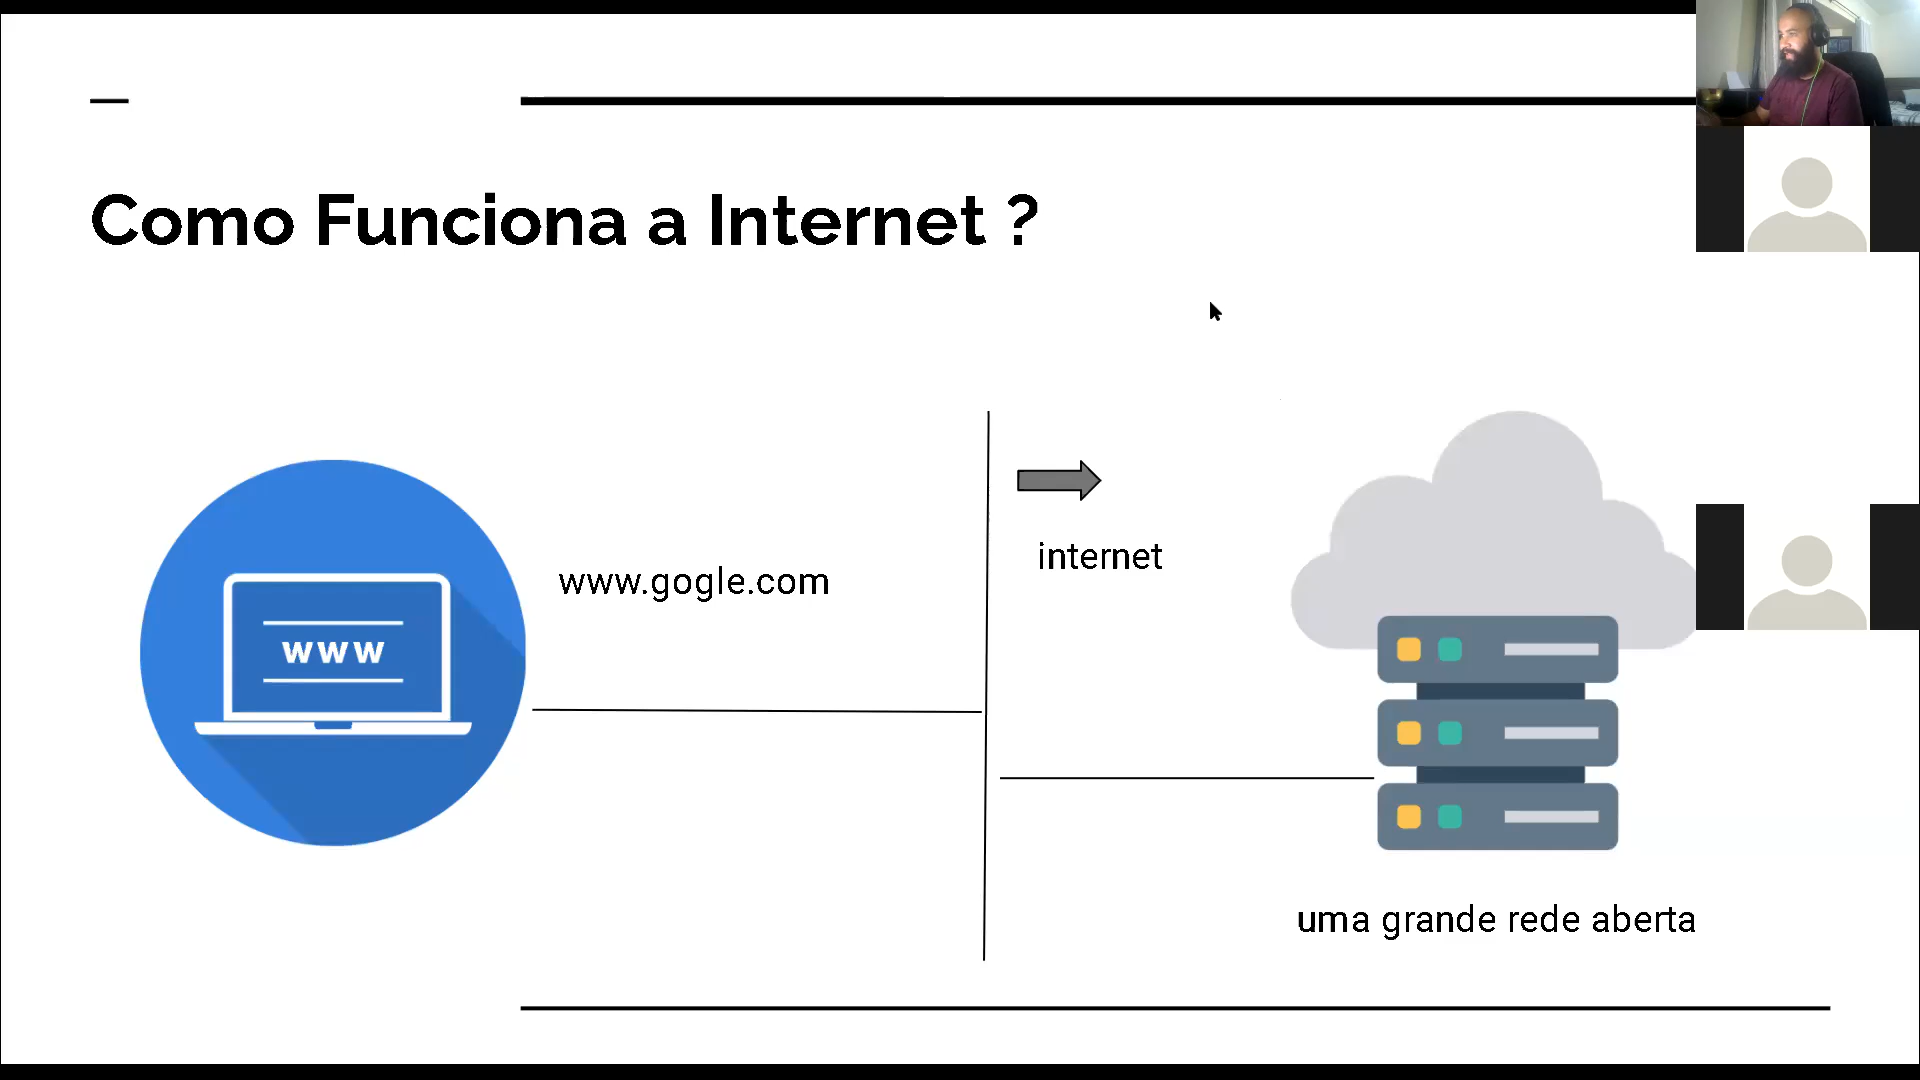 Como Funciona a Internet ?
internet
www.gogle.com
www
uma grande rede aberta